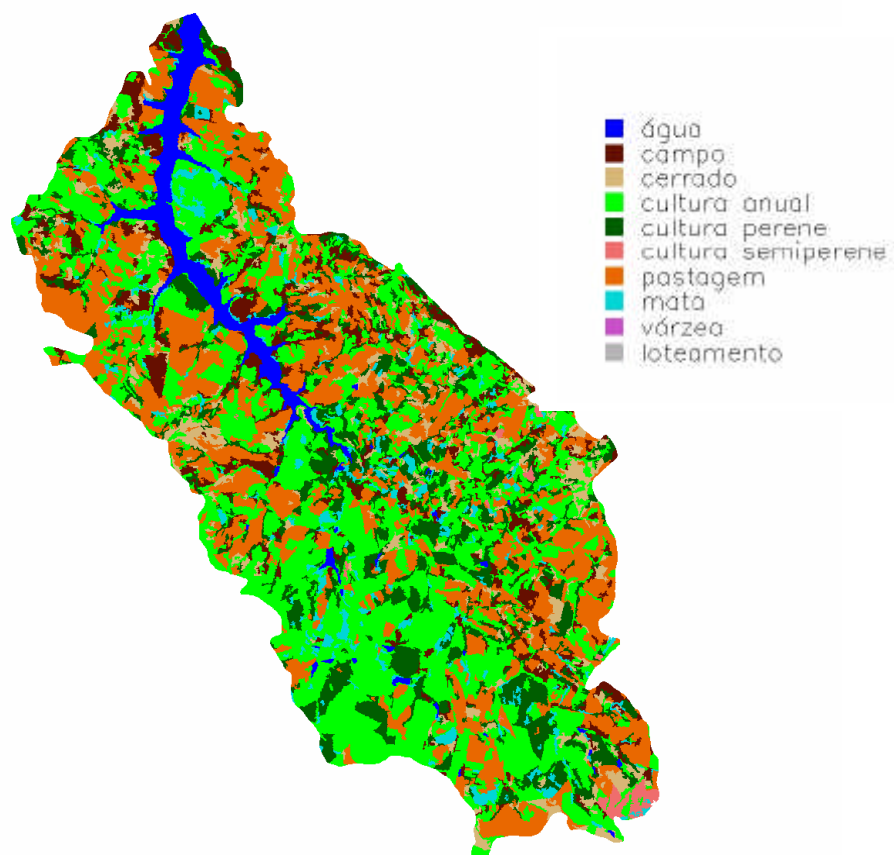 água
campo
cerrado
cultura anual
cultura perene
cultura semiperene
pastagem
mata
várzea
loteamento